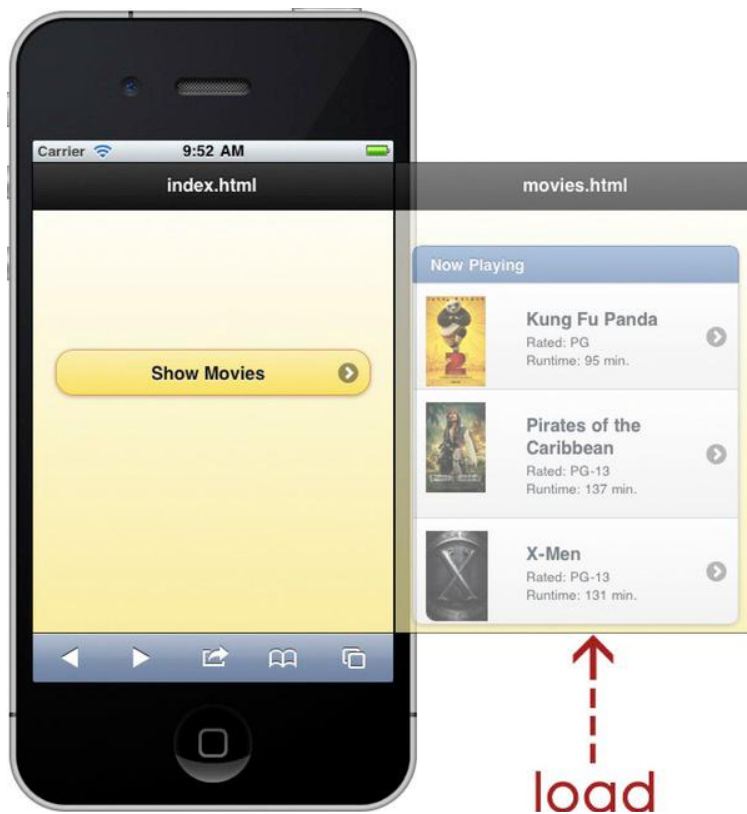 Carrier
9:52 AM
index.html
Show Movies
movies.html
Now Playing
2
Kung Fu Panda
Rated: PG
Runtime: 95 min.
Pirates of the
Caribbean
Rated: PG-13
Runtime: 137 min.
X-Men
Rated: PG-13
Runtime: 131 min.
load